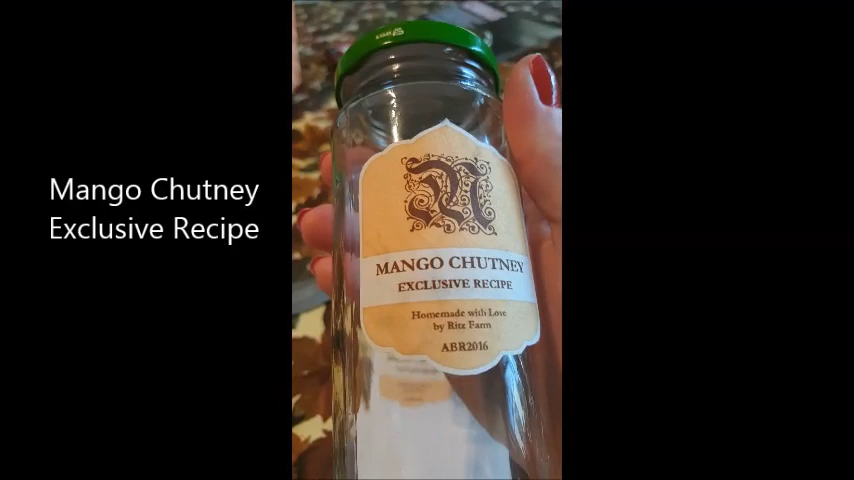 Mango Chutney
Exclusive Recipe
M
MANGO CHUTNEY
EXCLUSIVE RECIPE
Homemade with Love
by Ritz Farm
ABR2016